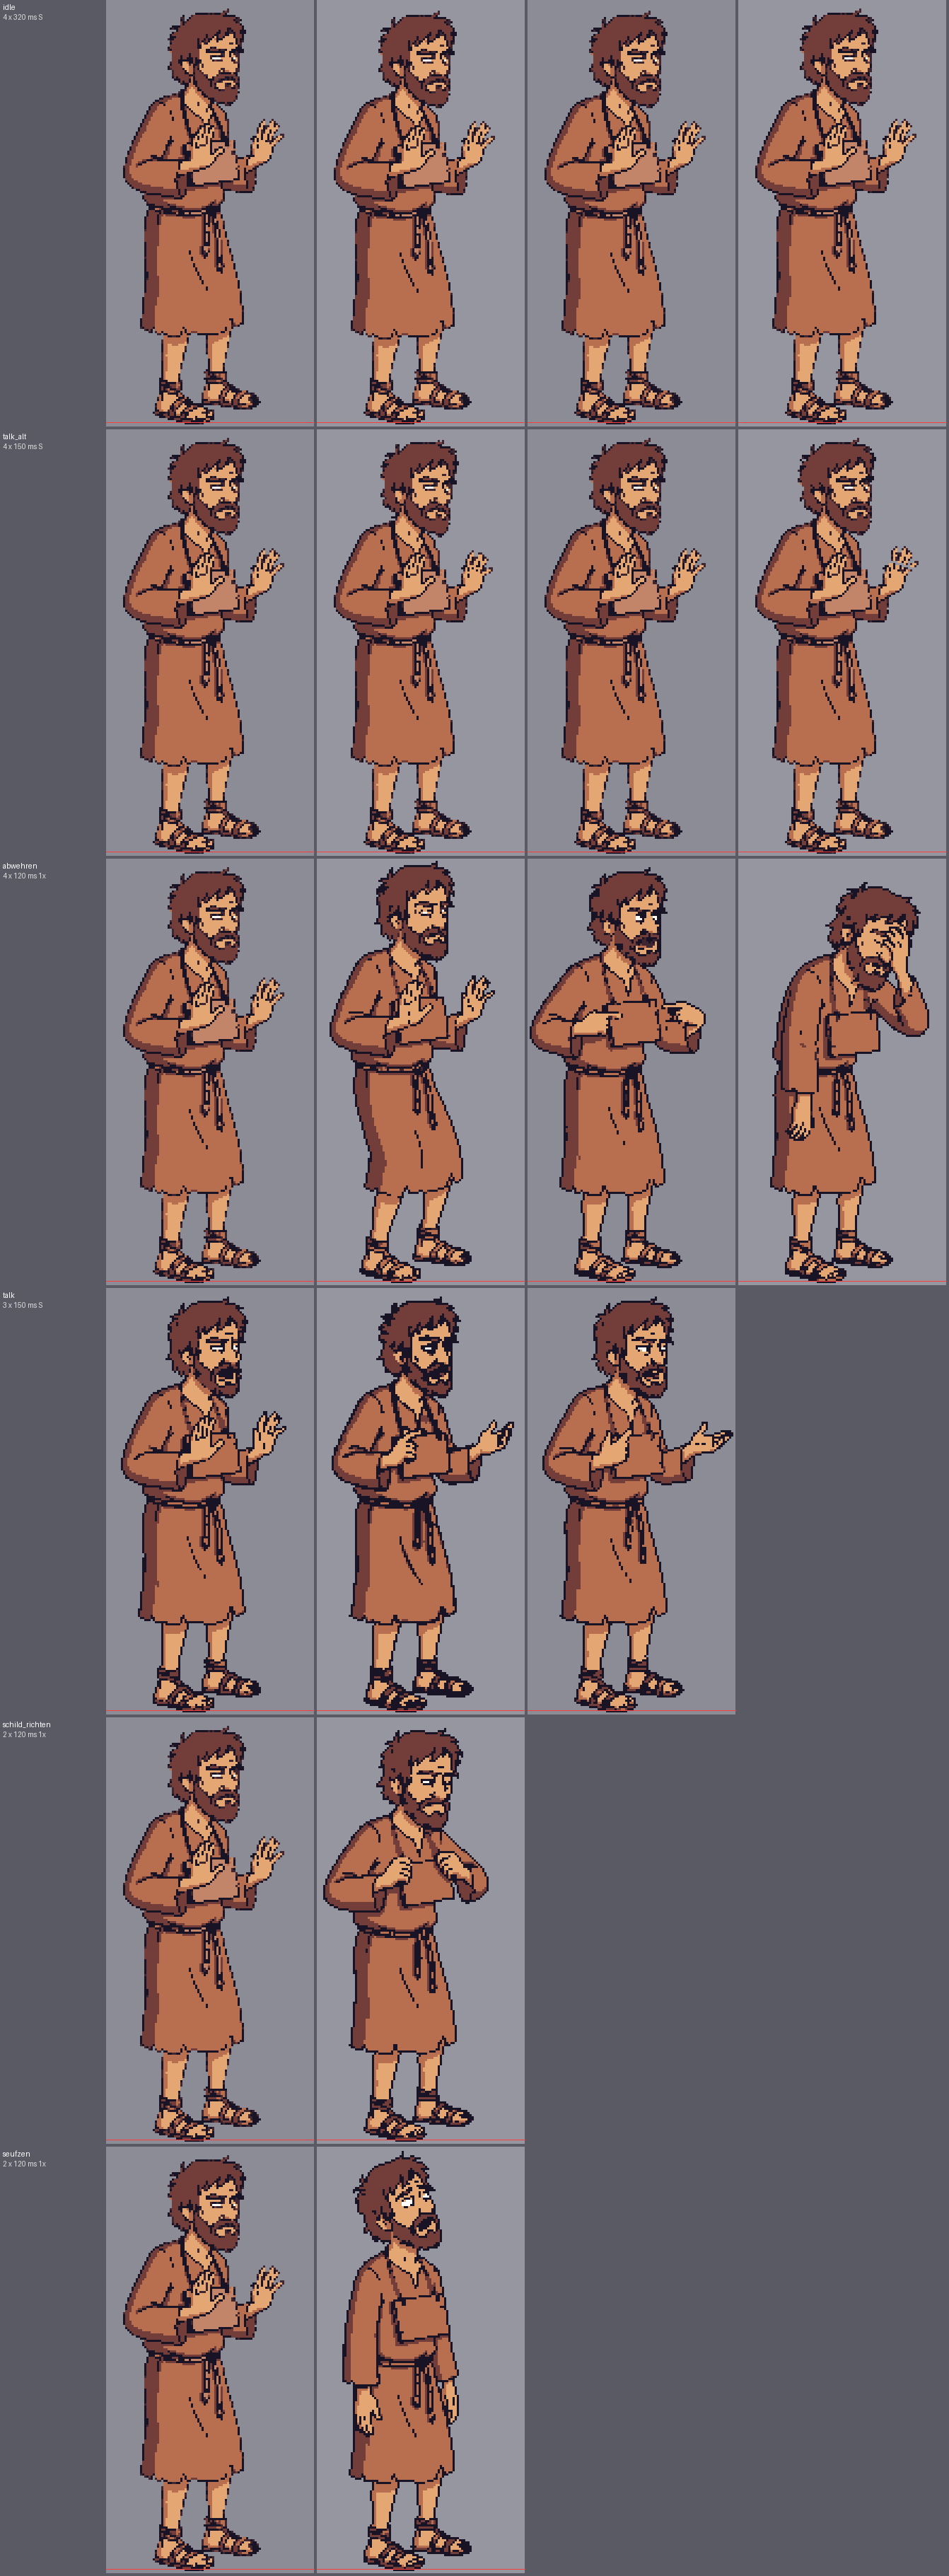 idle
4 x 320 ms S
talk_alt
4 x 150 ms S
abwehren
4 x 120 ms 1x
talk
3 x 150 ms S
schild_richten
2 x 120 ms 1x
seufzen
2 x 120 ms 1x